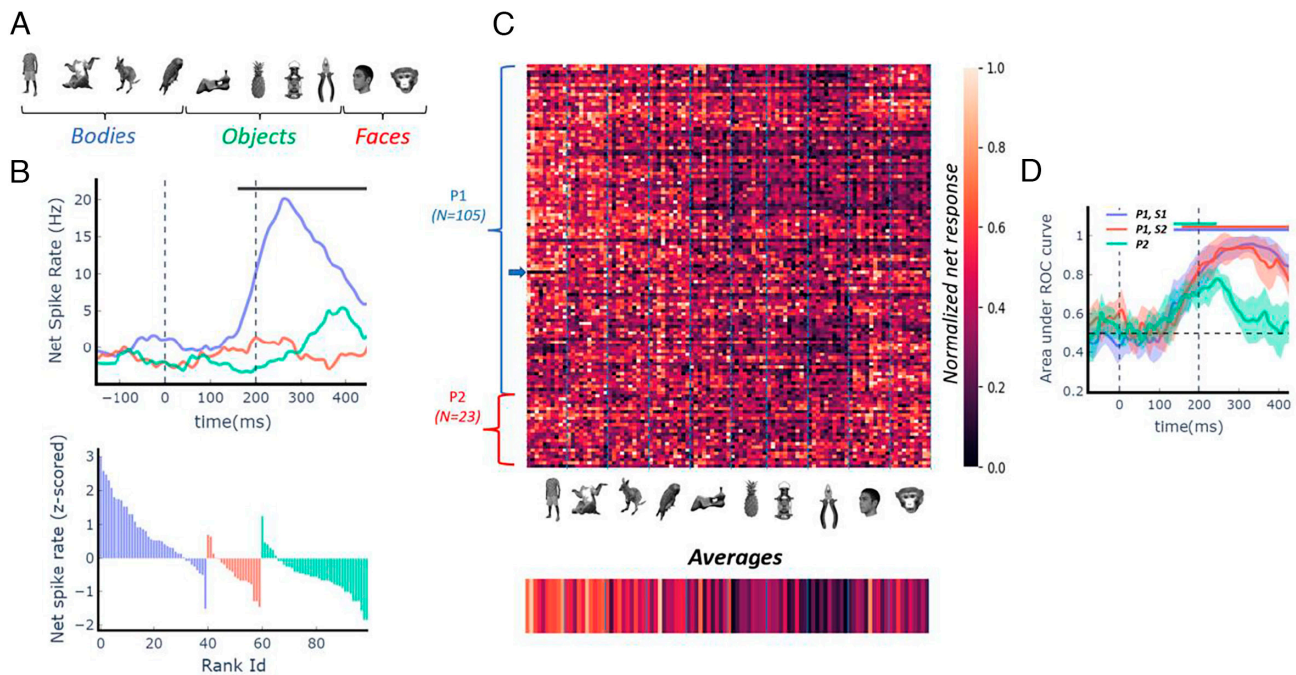 A
Bodies
Objects
Faces
B
Net Spike Rate (Hz)
20
15
10
5
0
−100
0
100
200
300
400
time(ms)
Net spike rate (z-scored)
3
2
1
0
−1
−2
0
20
40
60
80
Rank Id
C
P1
(N=105)
P2
(N=23)
1.0
0.8
0.6
0.4
0.2
0.0
Normalized net response
Averages
D
P1, S1
P1, S2
P2
Area under ROC curve
1
0.8
0.6
0.4
0.2
0
100
200
300
400
time(ms)